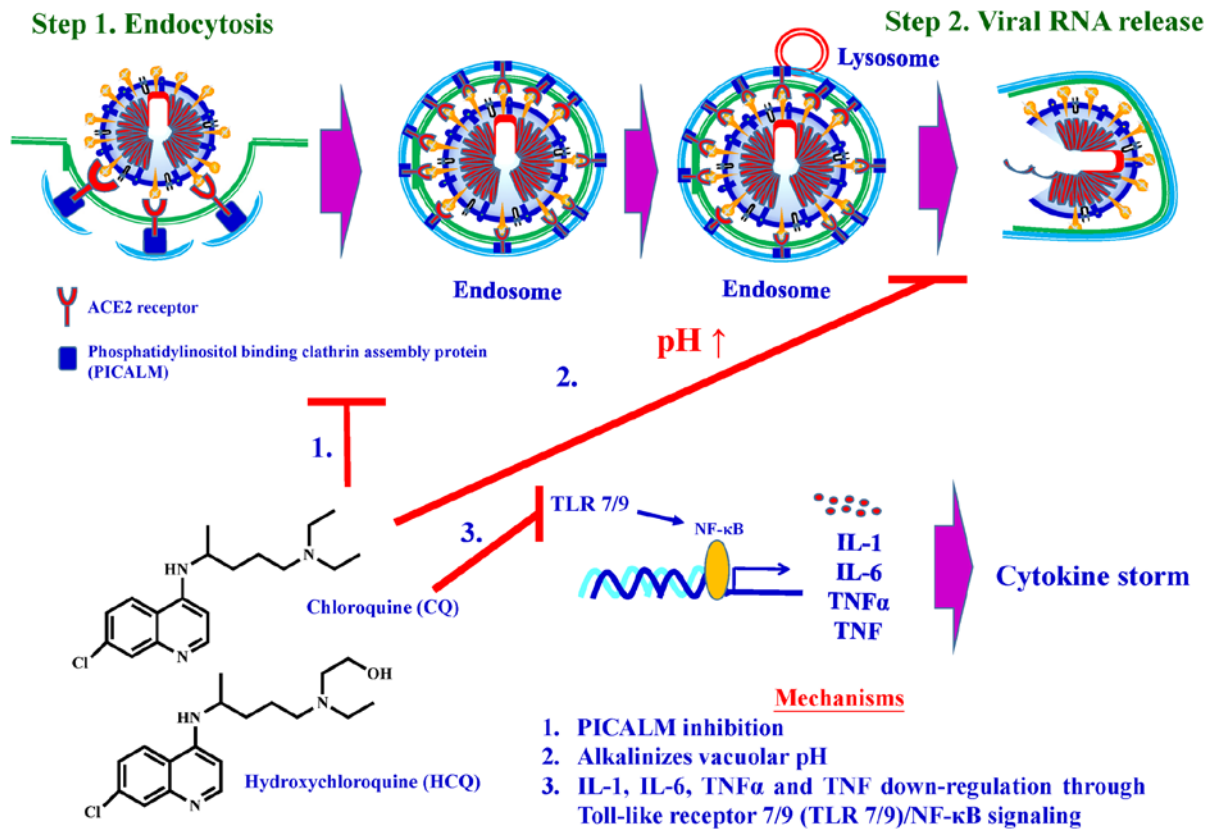 Step 1. Endocytosis
Step 2. Viral RNA release
Lysosome
Endosome
Endosome
ACE2 receptor
Phosphatidylinositol binding clathrin assembly protein
(PICALM)
pH ↑
2.
1.
3.
TLR 7/9
NF-κB
IL-1
IL-6
TNFα
TNF
Cytokine storm
HN
N
N
Cl
Chloroquine (CQ)
OH
HN
N
N
Cl
Hydroxychloroquine (HCQ)
Mechanisms
1. PICALM inhibition
2. Alkalinizes vacuolar pH
3. IL-1, IL-6, TNFα and TNF down-regulation through
Toll-like receptor 7/9 (TLR 7/9)/NF-κB signaling